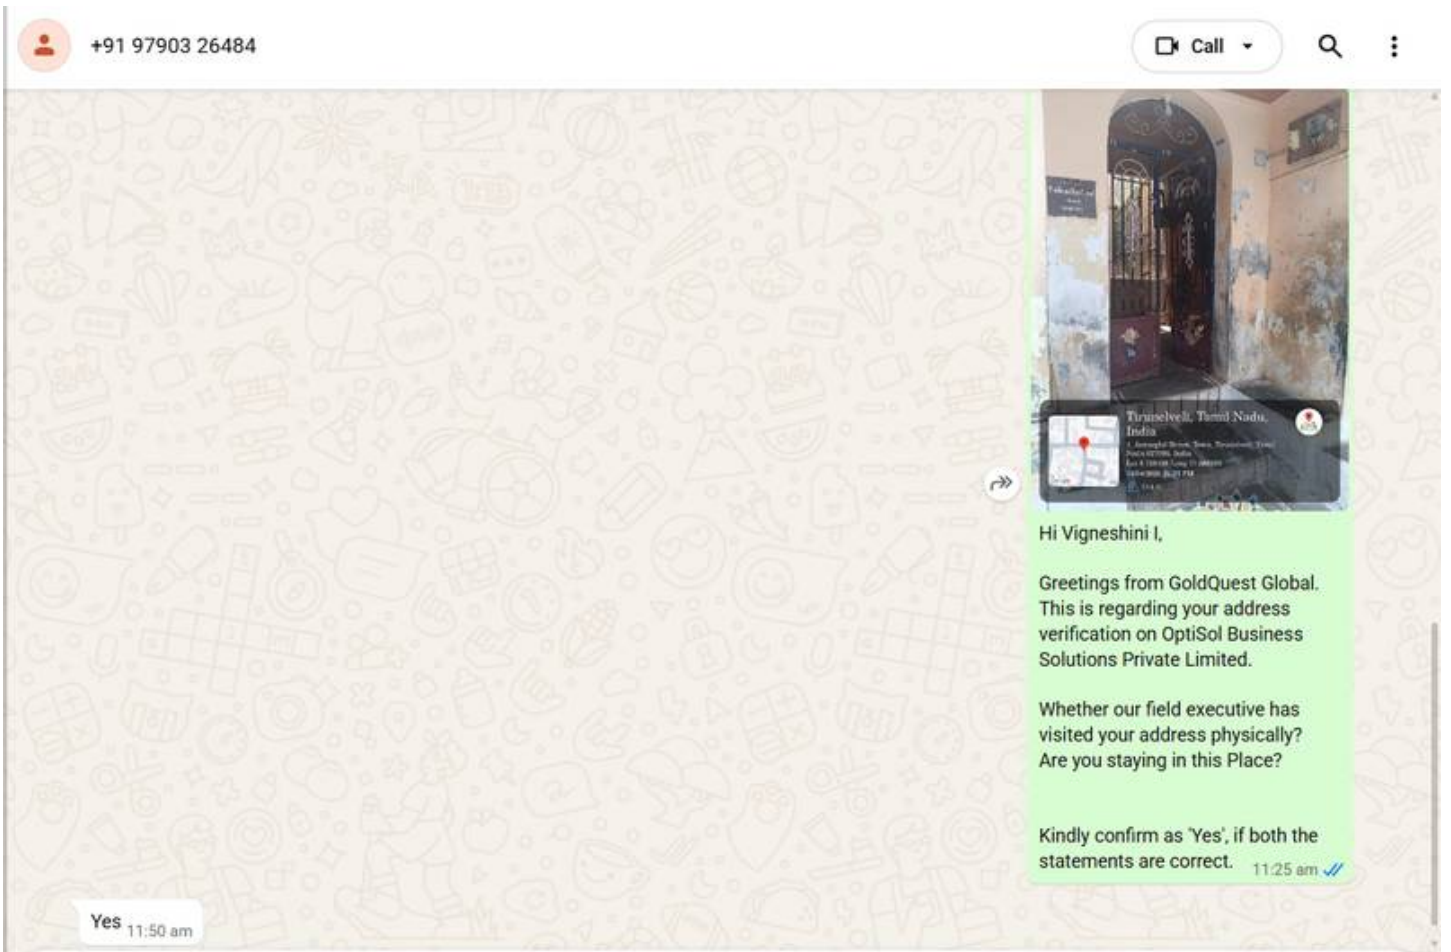 +91 97903 26484
Call
Tirunelveli, Tamil Nadu,
India
Hi Vigneshini I,
Greetings from GoldQuest Global.
This is regarding your address
verification on OptiSol Business
Solutions Private Limited.
Whether our field executive has
visited your address physically?
Are you staying in this Place?
Kindly confirm as 'Yes', if both the
statements are correct.
11:25 am
Yes
11:50 am